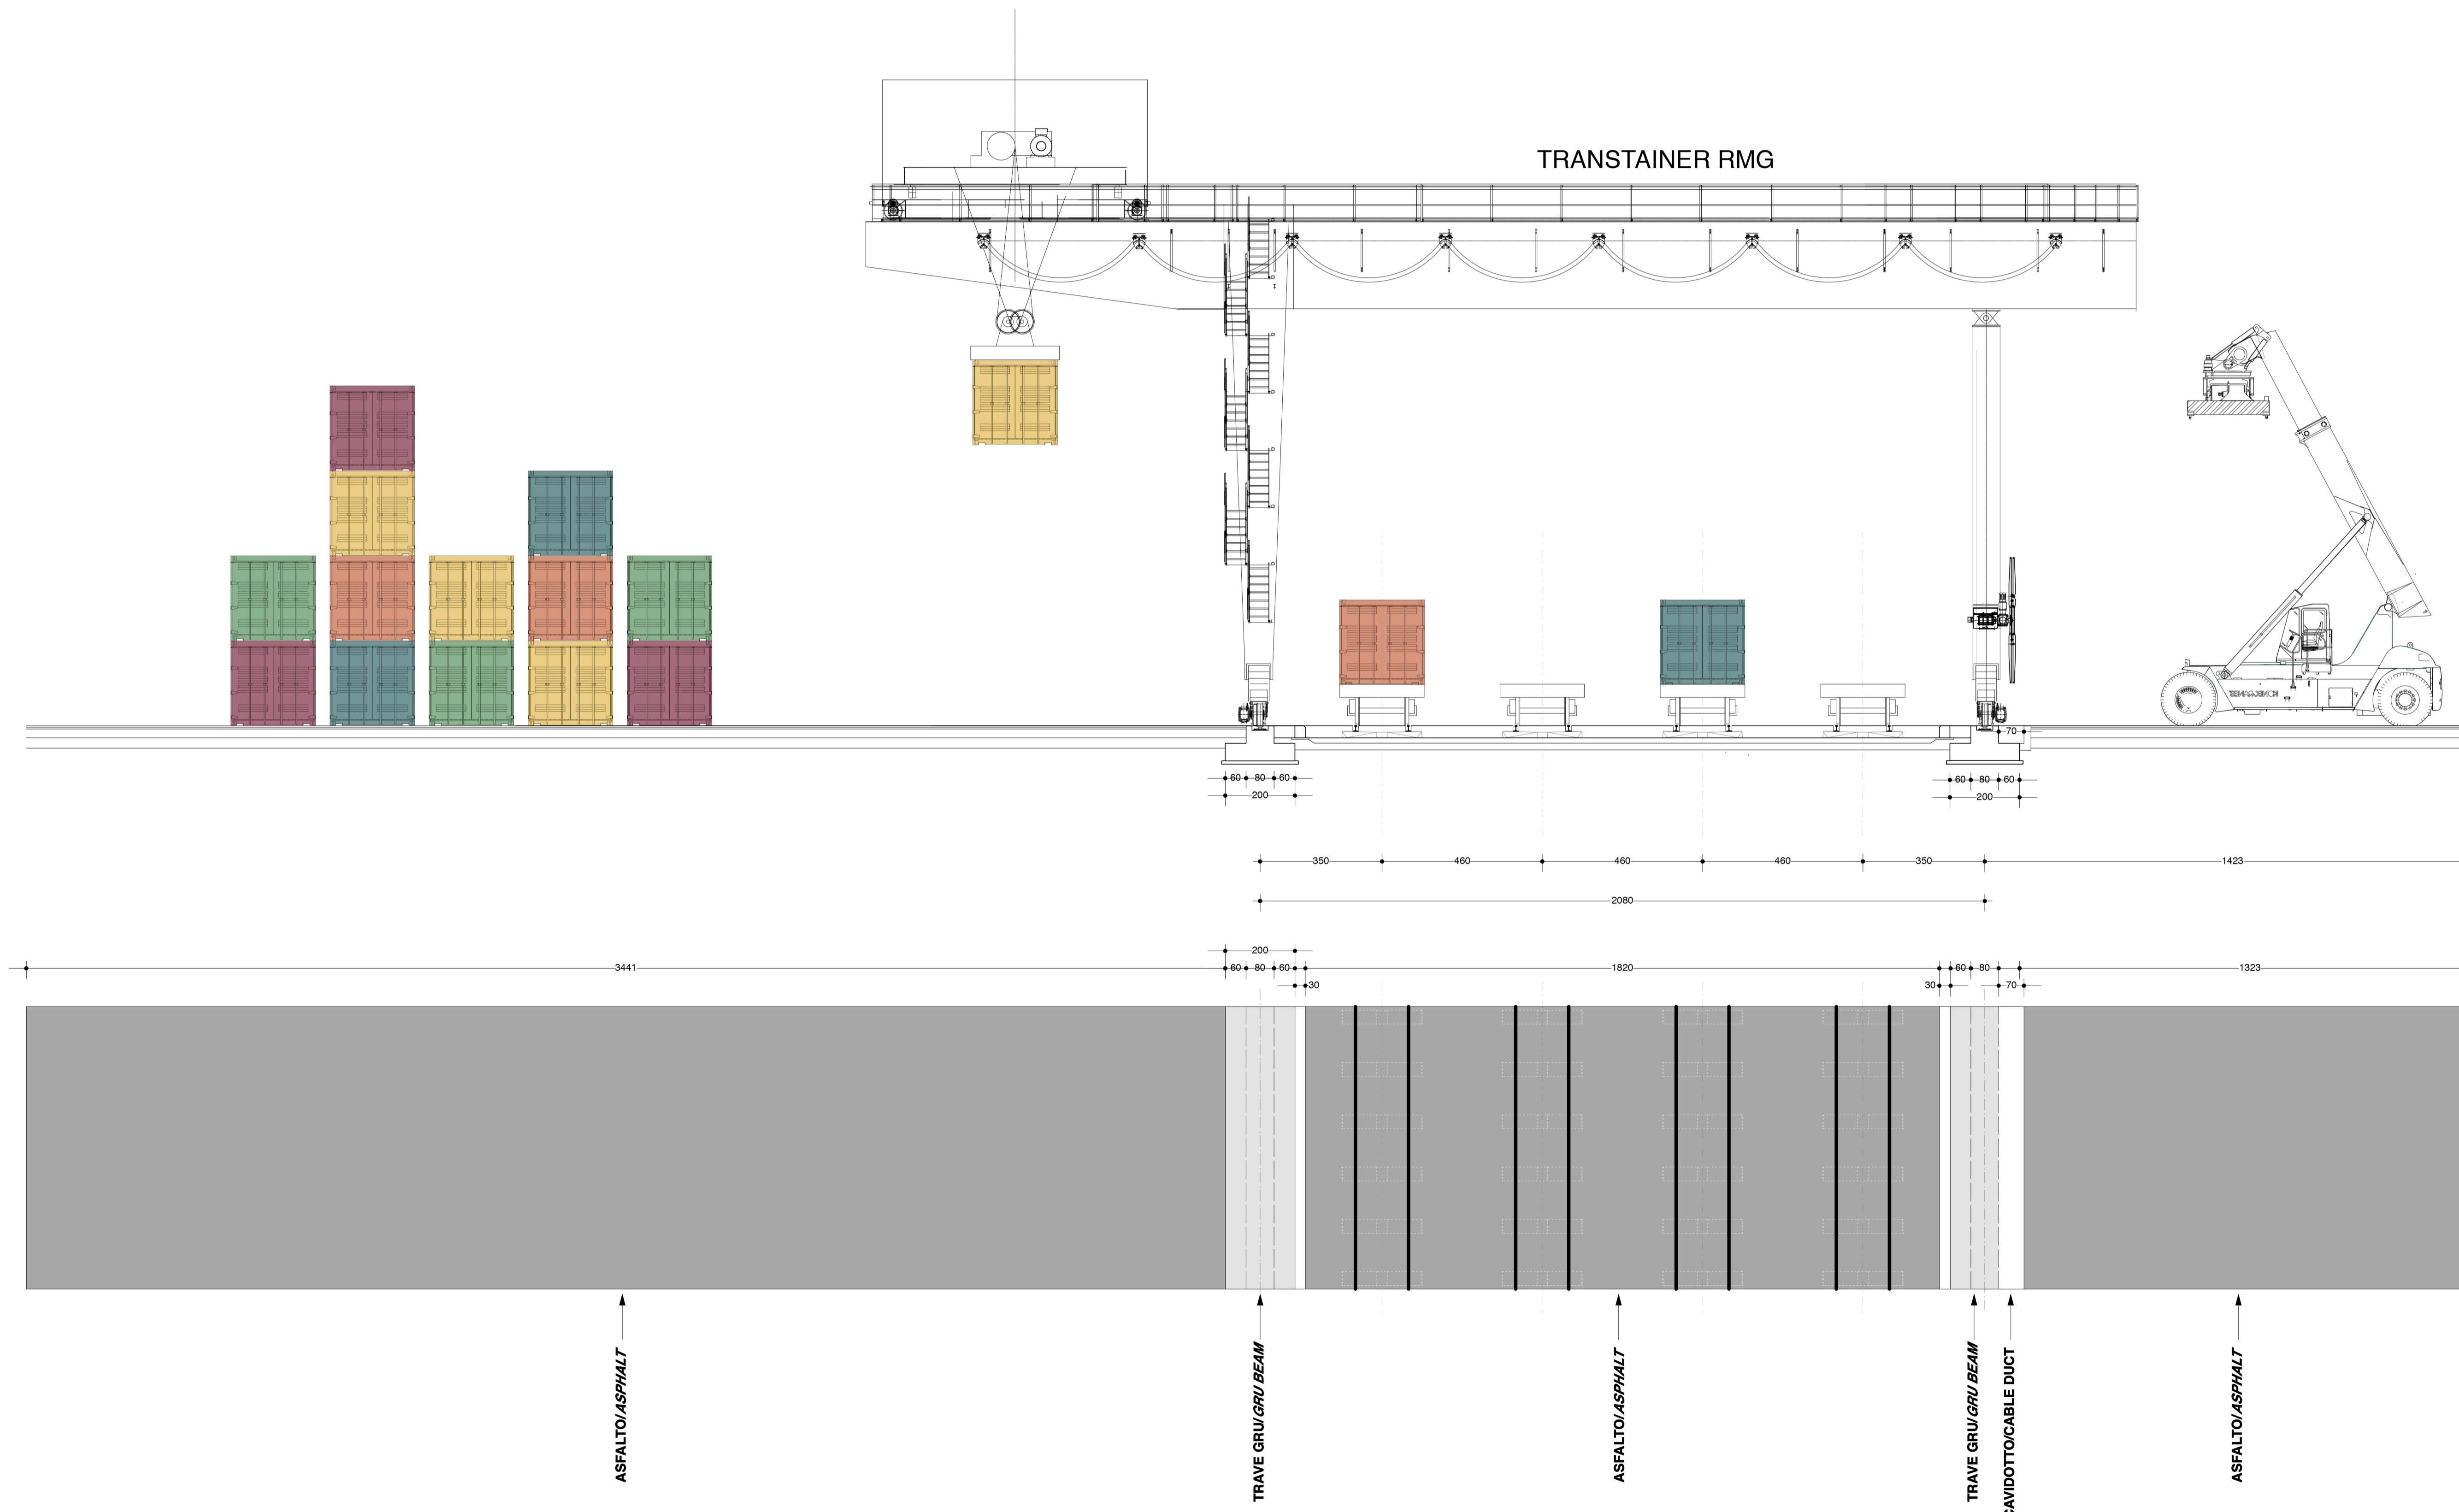 TRANSTAINER RMG
70
60 80 60
60 80 60
200
200
350 460 460 460 350 1423
2080
200
3441 60 80 60 1820 60 80 1323
30 30 70
ASFALTO/ASPHALT
TRAVE GRU/GRU BEAM
ASFALTO/ASPHALT
TRAVE GRU/GRU BEAM
CAVIDOTTO/CABLE DUCT
ASFALTO/ASPHALT